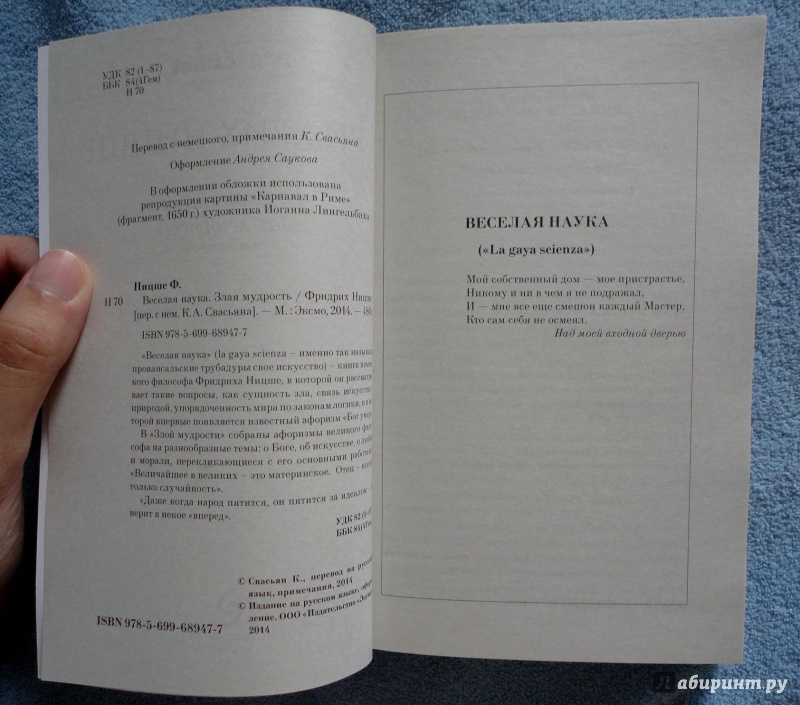 УДК 82 (1–87)
ББК 84(4Гем)
Н 70
Перевод с немецкого, примечания К. Свасьяна
Оформление Андрея Саукова
В оформлении обложки использована
репродукция картины «Карнавал в Риме»
(фрагмент, 1650 г.) художника Иоганна Лингельбаха
Ницше Ф.
Н 70 Веселая наука. Злая мудрость / Фридрих Ницше
[пер. с нем. К. А. Свасьяна]. — М. : Эксмо, 2014. —
ISBN 978-5-699-68947-7
«Веселая наука» (la gaya scienza – именно так
провансальские трубадуры свое искусство) – книга
кого философа Фридриха Ницше, в которой он
вает такие вопросы, как сущность зла, связь
природой, упорядоченность мира по законам логики,
торой впервые появляется известный афоризм «Бог
В «Злой мудрости» собраны афоризмы великого
софа на разнообразные темы: о Боге, об искусстве, о
и морали, перекликающиеся с его основными
«Величайшее в великих – это материнское. Отец –
только случайность».
«Даже когда народ пятится, он пятится за идеалом –
верит в некое «вперед».
УДК 82 (1–87)
ББК 84(4Гем)
© Свасьян К., перевод на
язык, примечания, 2014
© Издание на русском языке,
ление. ООО «Издательство
ISBN 978-5-699-68947-7 2014
ВЕСЕЛАЯ НАУКА
(«La gaya scienza»)
Мой собственный дом — мое пристрастье,
Никому и ни в чем я не подражал,
И — мне все еще смешон каждый Мастер,
Кто сам себя не осмеял.
Над моей входной дверью
Лабиринт.ру